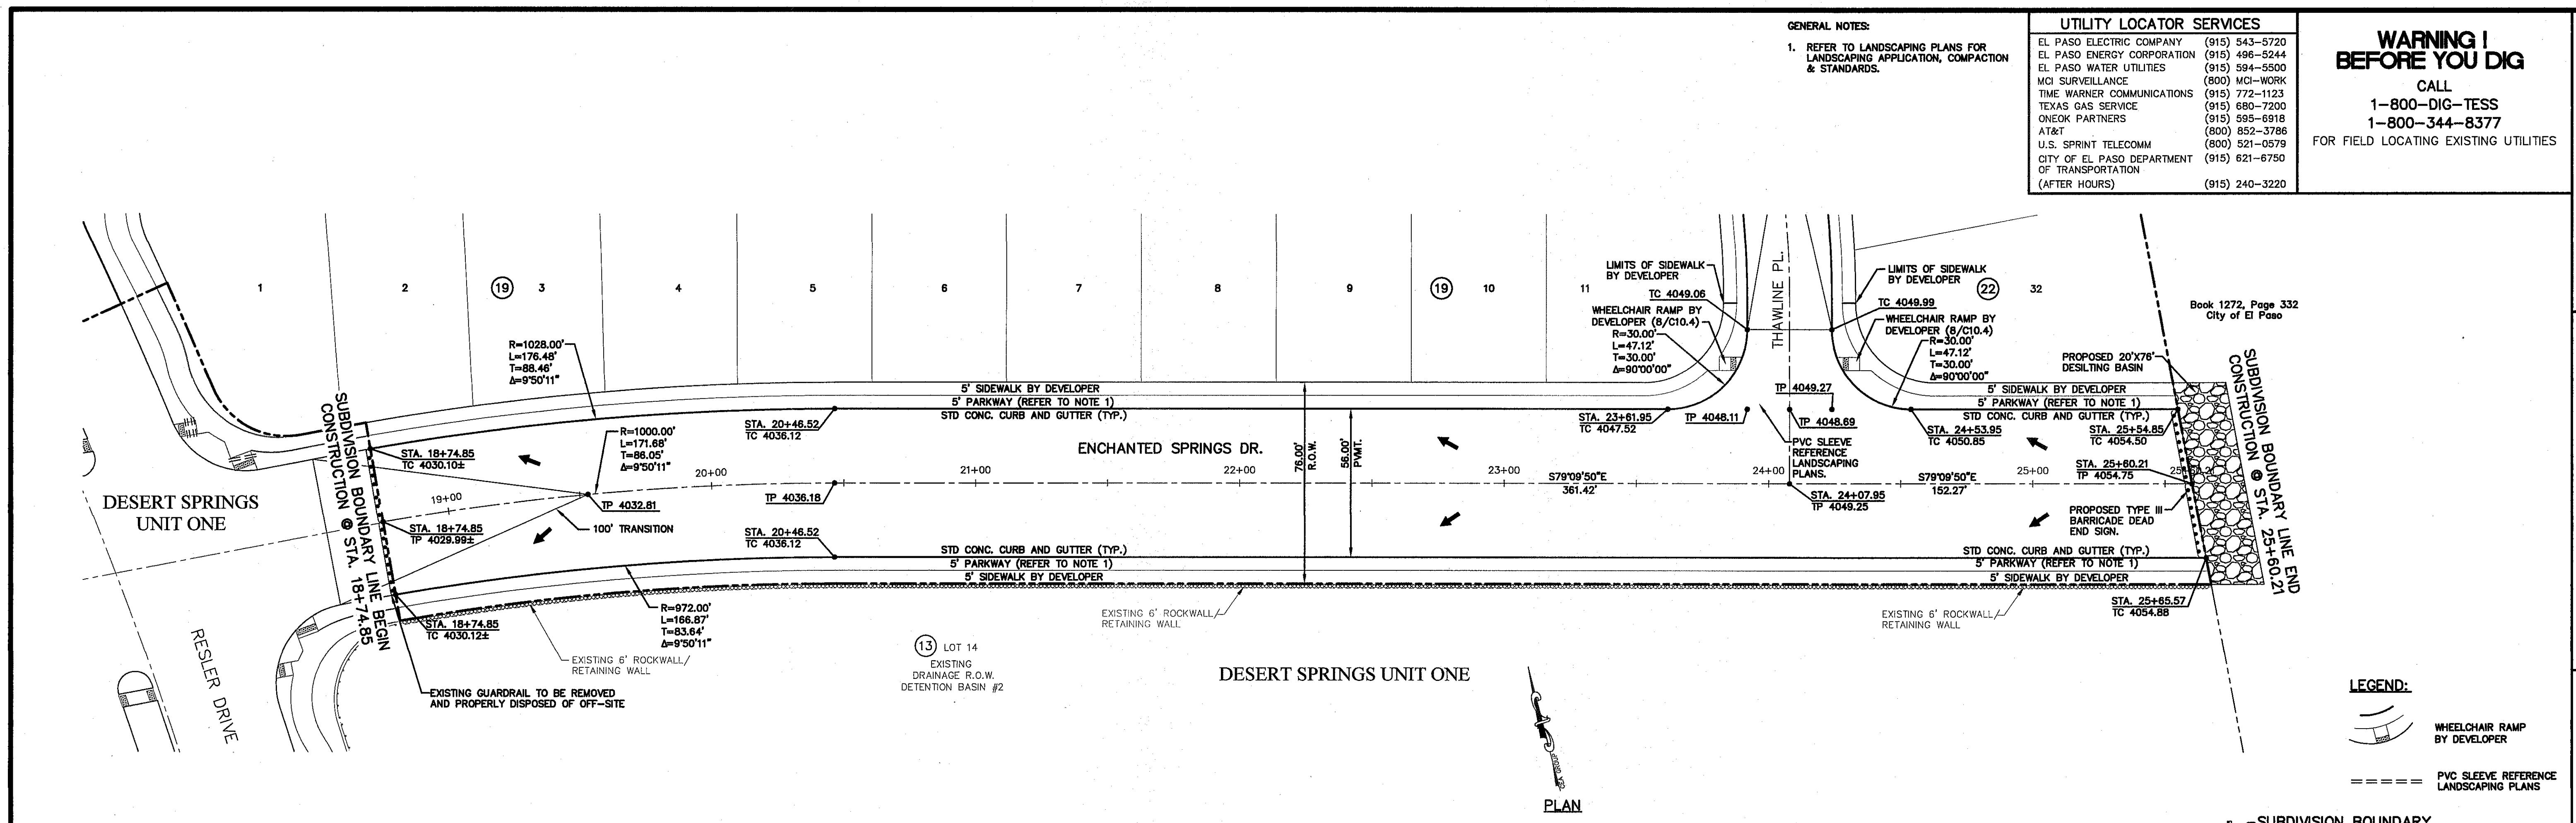 GENERAL NOTES:
1. REFER TO LANDSCAPING PLANS FOR
LANDSCAPING APPLICATION, COMPACTION
& STANDARDS.
UTILITY LOCATOR SERVICES
EL PASO ELECTRIC COMPANY (915) 543-5720
EL PASO ENERGY CORPORATION (915) 496-5244
EL PASO WATER UTILITIES (915) 594-5500
MCI SURVEILLANCE (800) MCI-WORK
TIME WARNER COMMUNICATIONS (915) 772-1123
TEXAS GAS SERVICE (915) 680-7200
ONEOK PARTNERS (915) 595-6918
AT&T (800) 852-3786
U.S. SPRINT TELECOMM (800) 521-0579
CITY OF EL PASO DEPARTMENT (915) 621-6750
OF TRANSPORTATION
(AFTER HOURS) (915) 240-3220
WARNING !
BEFORE YOU DIG
CALL
1-800-DIG-TESS
1-800-344-8377
FOR FIELD LOCATING EXISTING UTILITIES
1
2
19
3
4
5
6
7
8
9
19
10
11
LIMITS OF SIDEWALK
BY DEVELOPER
TC 4049.06
WHEELCHAIR RAMP BY
DEVELOPER (8/C10.4)
R=30.00'
L=47.12'
T=30.00'
Δ=90°00'00"
THAWLINE PL.
LIMITS OF SIDEWALK
BY DEVELOPER
TC 4049.99
WHEELCHAIR RAMP BY
DEVELOPER (8/C10.4)
R=30.00'
L=47.12'
T=30.00'
Δ=90°00'00"
22
32
Book 1272, Page 332
City of El Paso
PROPOSED 20'X76'
DESILTING BASIN
R=1028.00'
L=176.48'
T=88.46'
Δ=9°50'11"
5' SIDEWALK BY DEVELOPER
5' PARKWAY (REFER TO NOTE 1)
STD CONC. CURB AND GUTTER (TYP.)
5' SIDEWALK BY DEVELOPER
5' PARKWAY (REFER TO NOTE 1)
STD CONC. CURB AND GUTTER (TYP.)
STA. 20+46.52
TC 4036.12
STA. 23+61.95
TC 4047.52
TP 4048.11
TP 4049.27
TP 4048.69
STA. 24+53.95
TC 4050.85
STA. 25+54.85
TC 4054.50
SUBDIVISION BOUNDARY LINE BEGIN
CONSTRUCTION @ STA. 18+74.85
STA. 18+74.85
TC 4030.10±
R=1000.00'
L=171.68'
T=86.05'
Δ=9°50'11"
ENCHANTED SPRINGS DR.
76.00'
R.O.W.
56.00'
PVMT.
PVC SLEEVE
REFERENCE
LANDSCAPING
PLANS.
19+00
20+00
21+00
22+00
23+00
24+00
25+00
25+60.21
S79°09'50"E
361.42'
S79°09'50"E
152.27'
STA. 25+60.21
TP 4054.75
TP 4032.81
TP 4036.18
STA. 24+07.95
TP 4049.25
DESERT SPRINGS
UNIT ONE
STA. 18+74.85
TP 4029.99±
100' TRANSITION
PROPOSED TYPE III
BARRICADE DEAD
END SIGN.
SUBDIVISION BOUNDARY LINE END
CONSTRUCTION @ STA. 25+60.21
STA. 20+46.52
TC 4036.12
STD CONC. CURB AND GUTTER (TYP.)
5' PARKWAY (REFER TO NOTE 1)
5' SIDEWALK BY DEVELOPER
STD CONC. CURB AND GUTTER (TYP.)
5' PARKWAY (REFER TO NOTE 1)
5' SIDEWALK BY DEVELOPER
STA. 25+65.57
TC 4054.88
STA. 18+74.85
TC 4030.12±
R=972.00'
L=166.87'
T=83.64'
Δ=9°50'11"
EXISTING 6' ROCKWALL/
RETAINING WALL
EXISTING 6' ROCKWALL/
RETAINING WALL
EXISTING 6' ROCKWALL/
RETAINING WALL
RESLER DRIVE
13 LOT 14
EXISTING
DRAINAGE R.O.W.
DETENTION BASIN #2
EXISTING GUARDRAIL TO BE REMOVED
AND PROPERLY DISPOSED OF OFF-SITE
DESERT SPRINGS UNIT ONE
PLAN
LEGEND:
WHEELCHAIR RAMP
BY DEVELOPER
PVC SLEEVE REFERENCE
LANDSCAPING PLANS
SUBDIVISION BOUNDARY